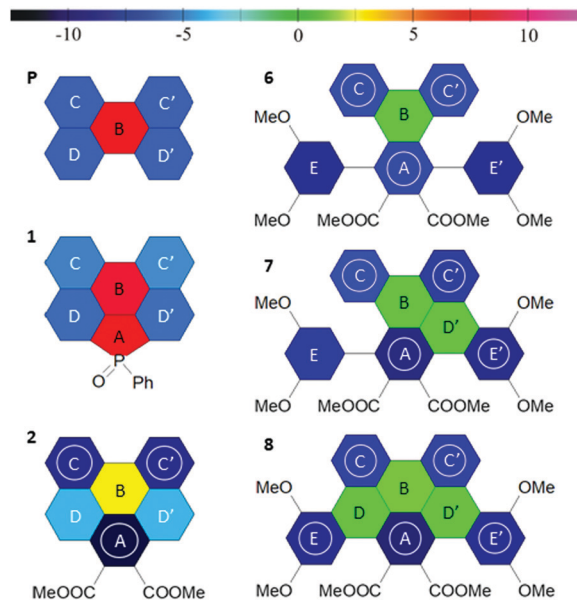 -10 -5 0 5 10
P
C C'
B
D D'
1
C C'
B
D D'
A
P
O Ph
2
C C'
B
D D'
A
MeOOC COOMe
6
C C'
MeO B OMe
E A E'
MeO MeOOC COOMe OMe
7
C C'
MeO B OMe
D'
E A E'
MeO MeOOC COOMe OMe
8
C C'
MeO B OMe
D D'
E A E'
MeO MeOOC COOMe OMe